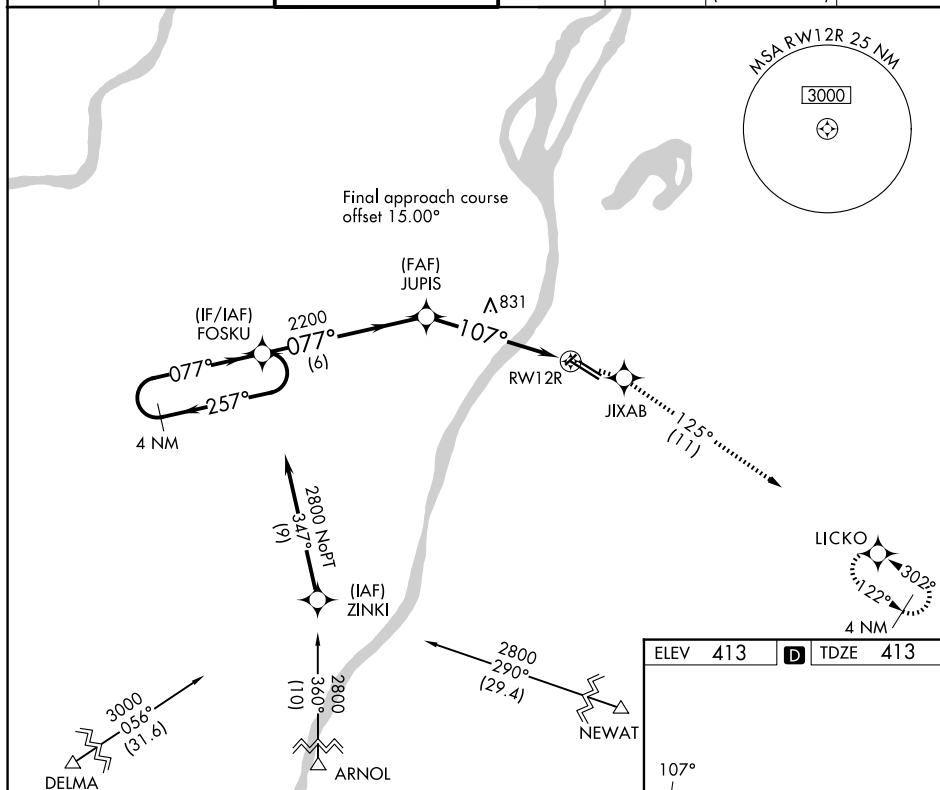 MSA RW12R 25 NM
3000
Final approach course
offset 15.00°
(FAF)
JUPIS
831
(IF/IAF)
FOSKU
2200
077°
(6)
107°
077°
257°
4 NM
RW12R
JIXAB
125°
(11)
2800 NoPT
347°
(9)
(IAF)
ZINKI
LICKO
302°
122°
4 NM
2800
360°
(10)
2800
290°
(29.4)
NEWAT
3000
056°
(31.6)
DELMA
ARNOL
ELEV 413 D TDZE 413
107°